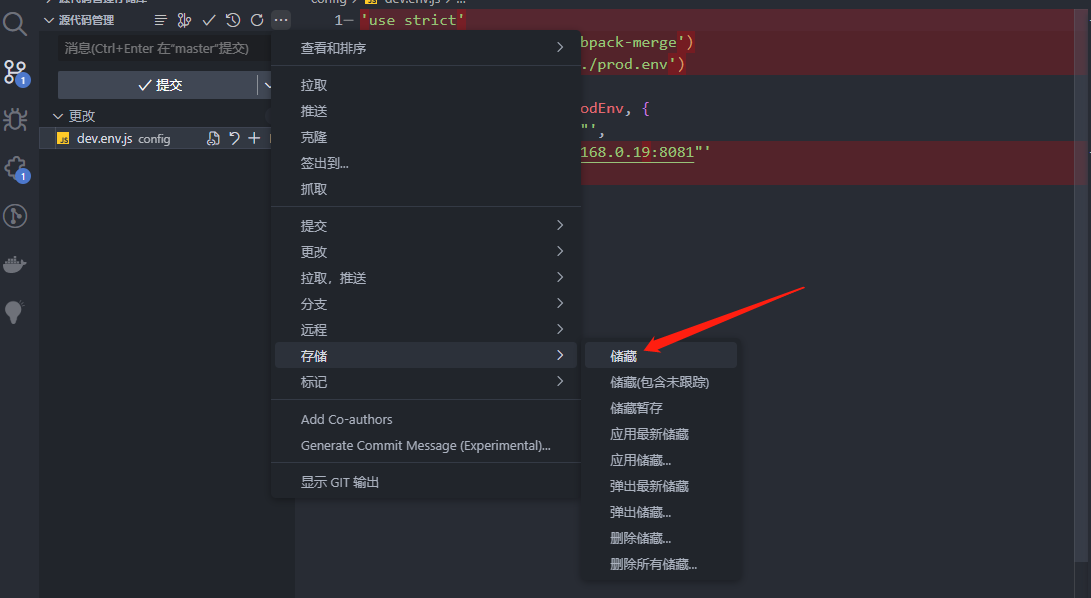 源代码管理
消息(Ctrl+Enter 在"master"提交)
提交
更改
dev.env.js config
1
1
config > dev.env.js > ...
1 'use strict'
bpack-merge')
./prod.env')
odEnv, {
"',
168.0.19:8081"'
查看和排序
拉取
推送
克隆
签出到...
抓取
提交
更改
拉取，推送
分支
远程
存储
标记
Add Co-authors
Generate Commit Message (Experimental)...
显示 GIT 输出
储藏
储藏(包含未跟踪)
储藏暂存
应用最新储藏
应用储藏...
弹出最新储藏
弹出储藏...
删除储藏...
删除所有储藏...